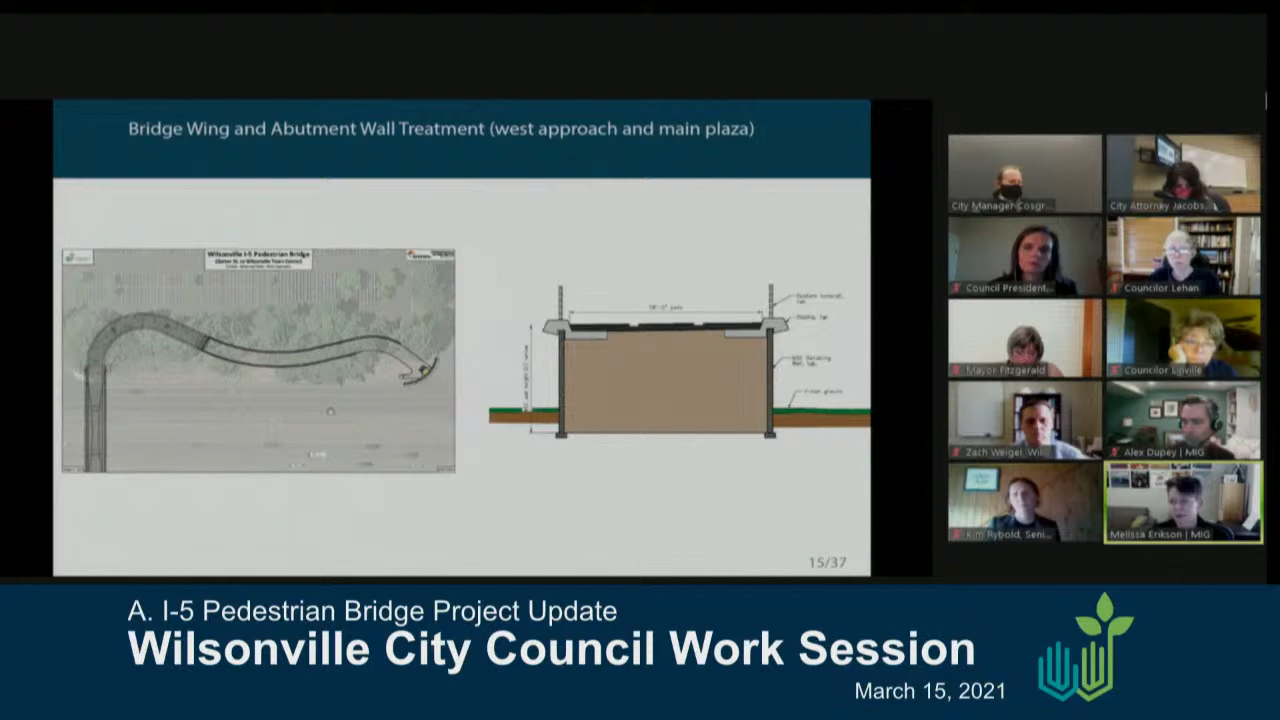 Bridge Wing and Abutment Wall Treatment (west approach and main plaza)
Wilsonville I-5 Pedestrian Bridge
City Manager Cosgr...
City Attorney Jacobs...
Council President,...
Councilor Lehan
Mayor Fitzgerald
Councilor Linville
Zach Weigel, Wil...
Alex Dupey | MIG
Kim Rybold, Seni...
Melissa Erikson | MIG
15/37
A. I-5 Pedestrian Bridge Project Update
Wilsonville City Council Work Session
March 15, 2021